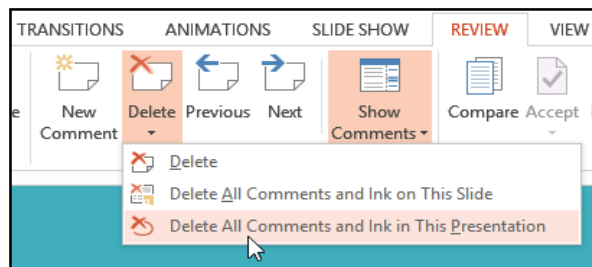 TRANSITIONS ANIMATIONS SLIDE SHOW REVIEW VIEW
New Comment
Delete
Previous
Next
Show Comments
Compare
Accept
Delete
Delete All Comments and Ink on This Slide
Delete All Comments and Ink in This Presentation